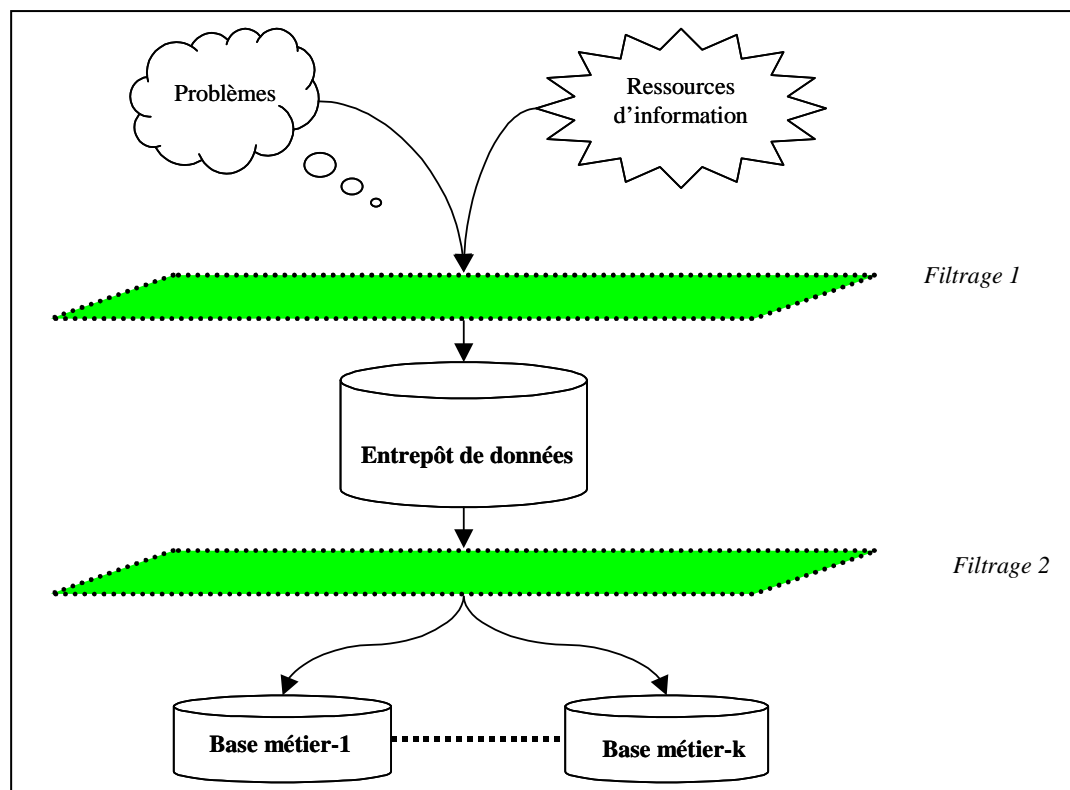 Problèmes
Ressources
d'information
Filtrage 1
Entrepôt de données
Filtrage 2
Base métier-1
Base métier-k